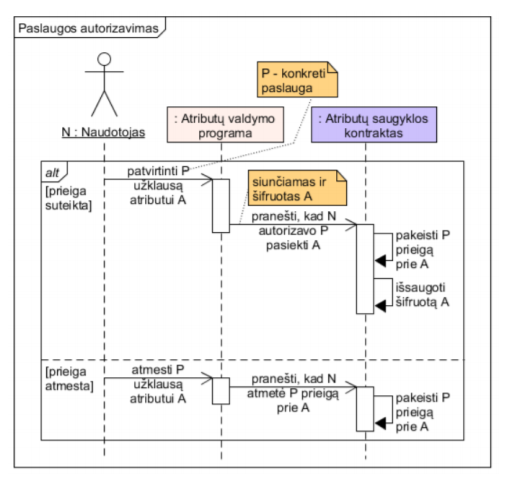 Paslaugos autorizavimas
P - konkreti
paslauga
N : Naudotojas
: Atributų valdymo
programa
: Atributų saugyklos
kontraktas
alt
[prieiga
suteikta]
patvirtinti P
užklausą
atributui A
siunčiamas ir
šifruotas A
pranešti, kad N
autorizavo P
pasiekti A
pakeisti P
prieigą
prie A
išsaugoti
šifruotą A
[prieiga
atmesta]
atmesti P
užklausą
atributui A
pranešti, kad N
atmetė P prieigą
prie A
pakeisti P
prieigą
prie A